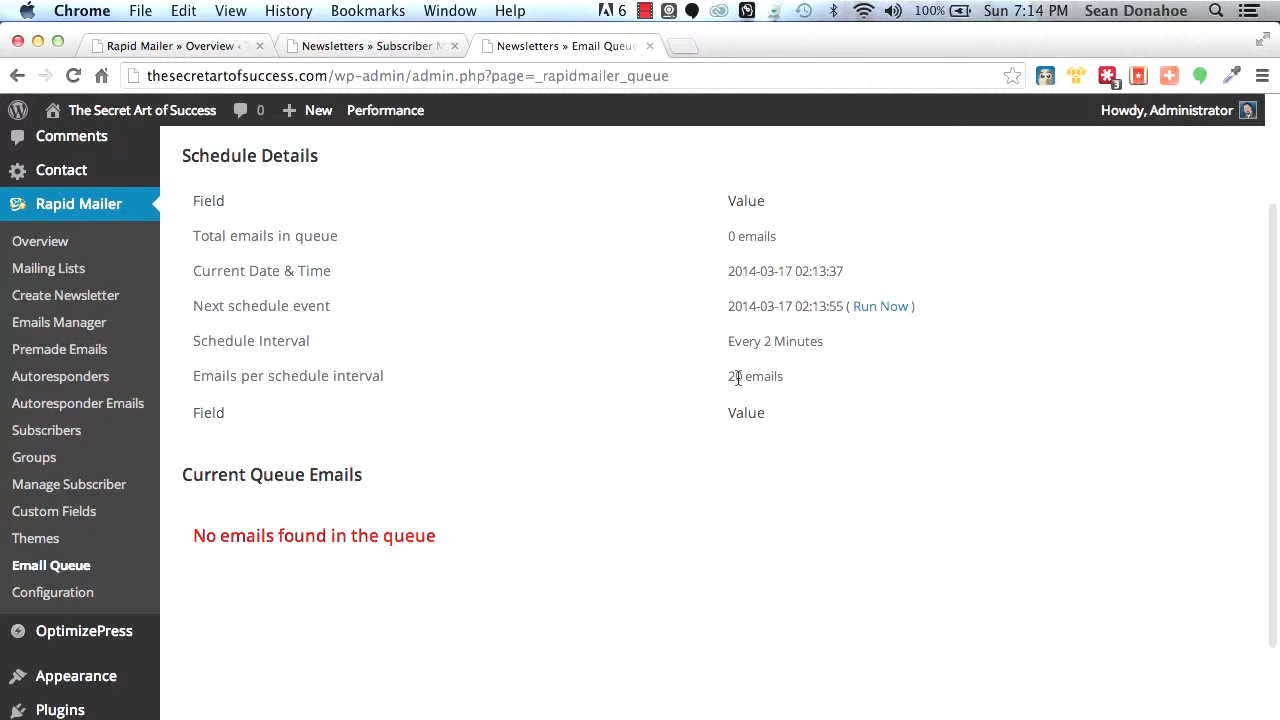 Chrome File Edit View History Bookmarks Window Help 6 100% Sun 7:14 PM Sean Donahoe
Rapid Mailer » Overview ‹
Newsletters » Subscriber M
Newsletters » Email Queue
thesecretartofsuccess.com/wp-admin/admin.php?page=_rapidmailer_queue
3
The Secret Art of Success 0 New Performance Howdy, Administrator
Comments
Contact
Rapid Mailer
Overview
Mailing Lists
Create Newsletter
Emails Manager
Premade Emails
Autoresponders
Autoresponder Emails
Subscribers
Groups
Manage Subscriber
Custom Fields
Themes
Email Queue
Configuration
OptimizePress
Appearance
Plugins
Schedule Details
Field Value
Total emails in queue 0 emails
Current Date & Time 2014-03-17 02:13:37
Next schedule event 2014-03-17 02:13:55 ( Run Now )
Schedule Interval Every 2 Minutes
Emails per schedule interval emails
Field Value
Current Queue Emails
No emails found in the queue